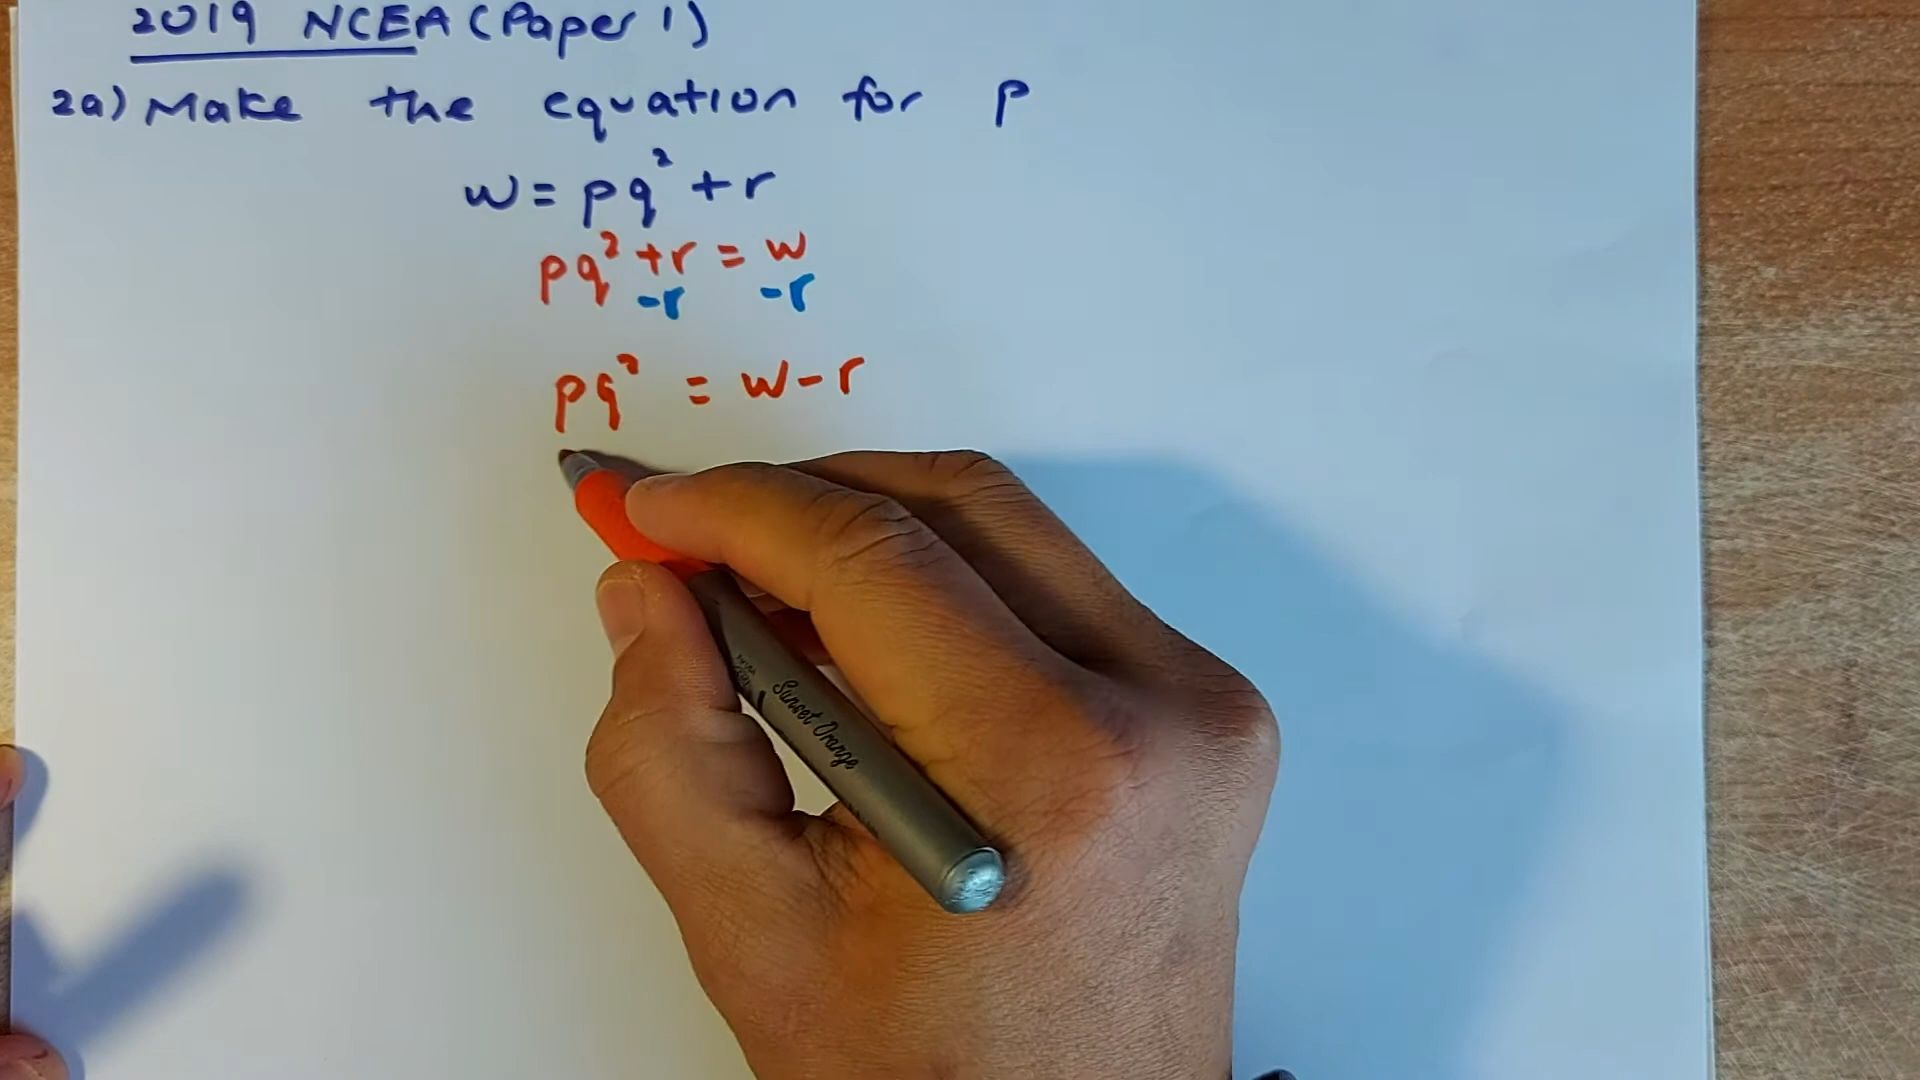 2019 NCEA (Paper 1)
2a) Make the equation for p
w = pq² + r
pq² + r = w
-r -r
pq² = w - r
Sunset Orange